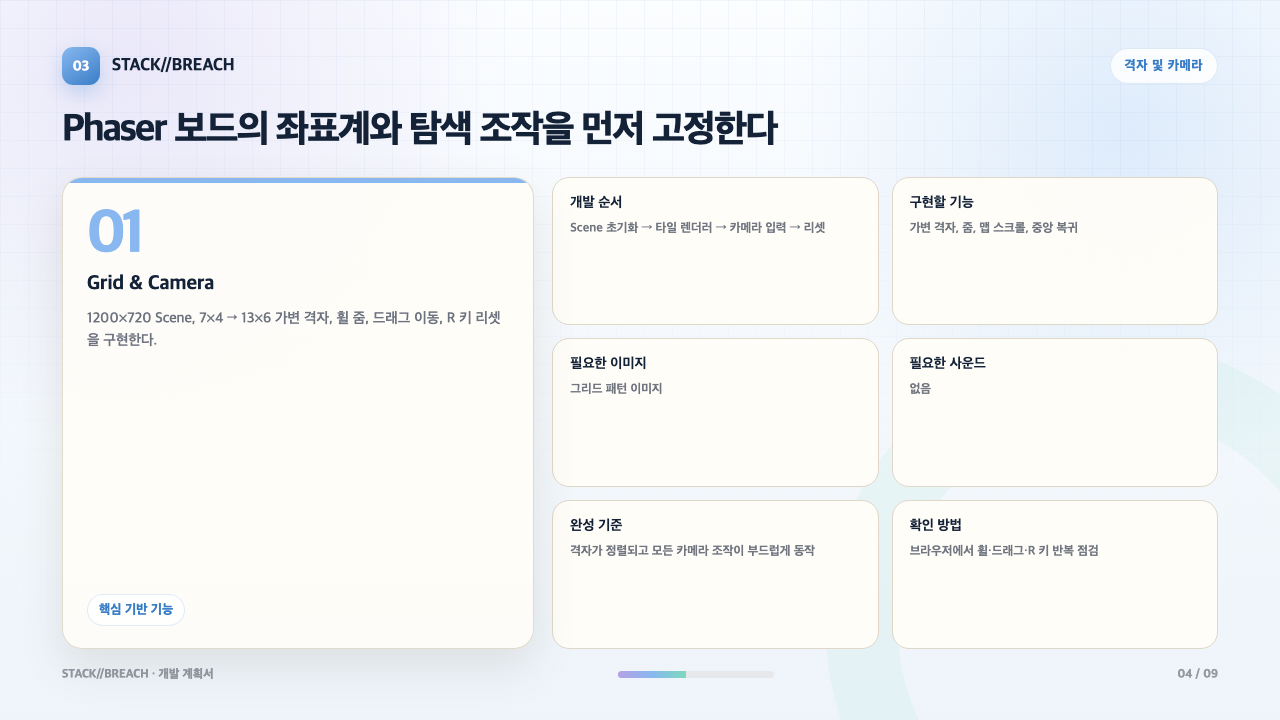 03
STACK//BREACH
격자 및 카메라
Phaser 보드의 좌표계와 탐색 조작을 먼저 고정한다
01
Grid & Camera
1200×720 Scene, 7×4 → 13×6 가변 격자, 휠 줌, 드래그 이동, R 키 리셋
을 구현한다.
핵심 기반 기능
개발 순서
Scene 초기화 → 타일 렌더러 → 카메라 입력 → 리셋
구현할 기능
가변 격자, 줌, 맵 스크롤, 중앙 복귀
필요한 이미지
그리드 패턴 이미지
필요한 사운드
없음
완성 기준
격자가 정렬되고 모든 카메라 조작이 부드럽게 동작
확인 방법
브라우저에서 휠·드래그·R 키 반복 점검
STACK//BREACH · 개발 계획서
04 / 09